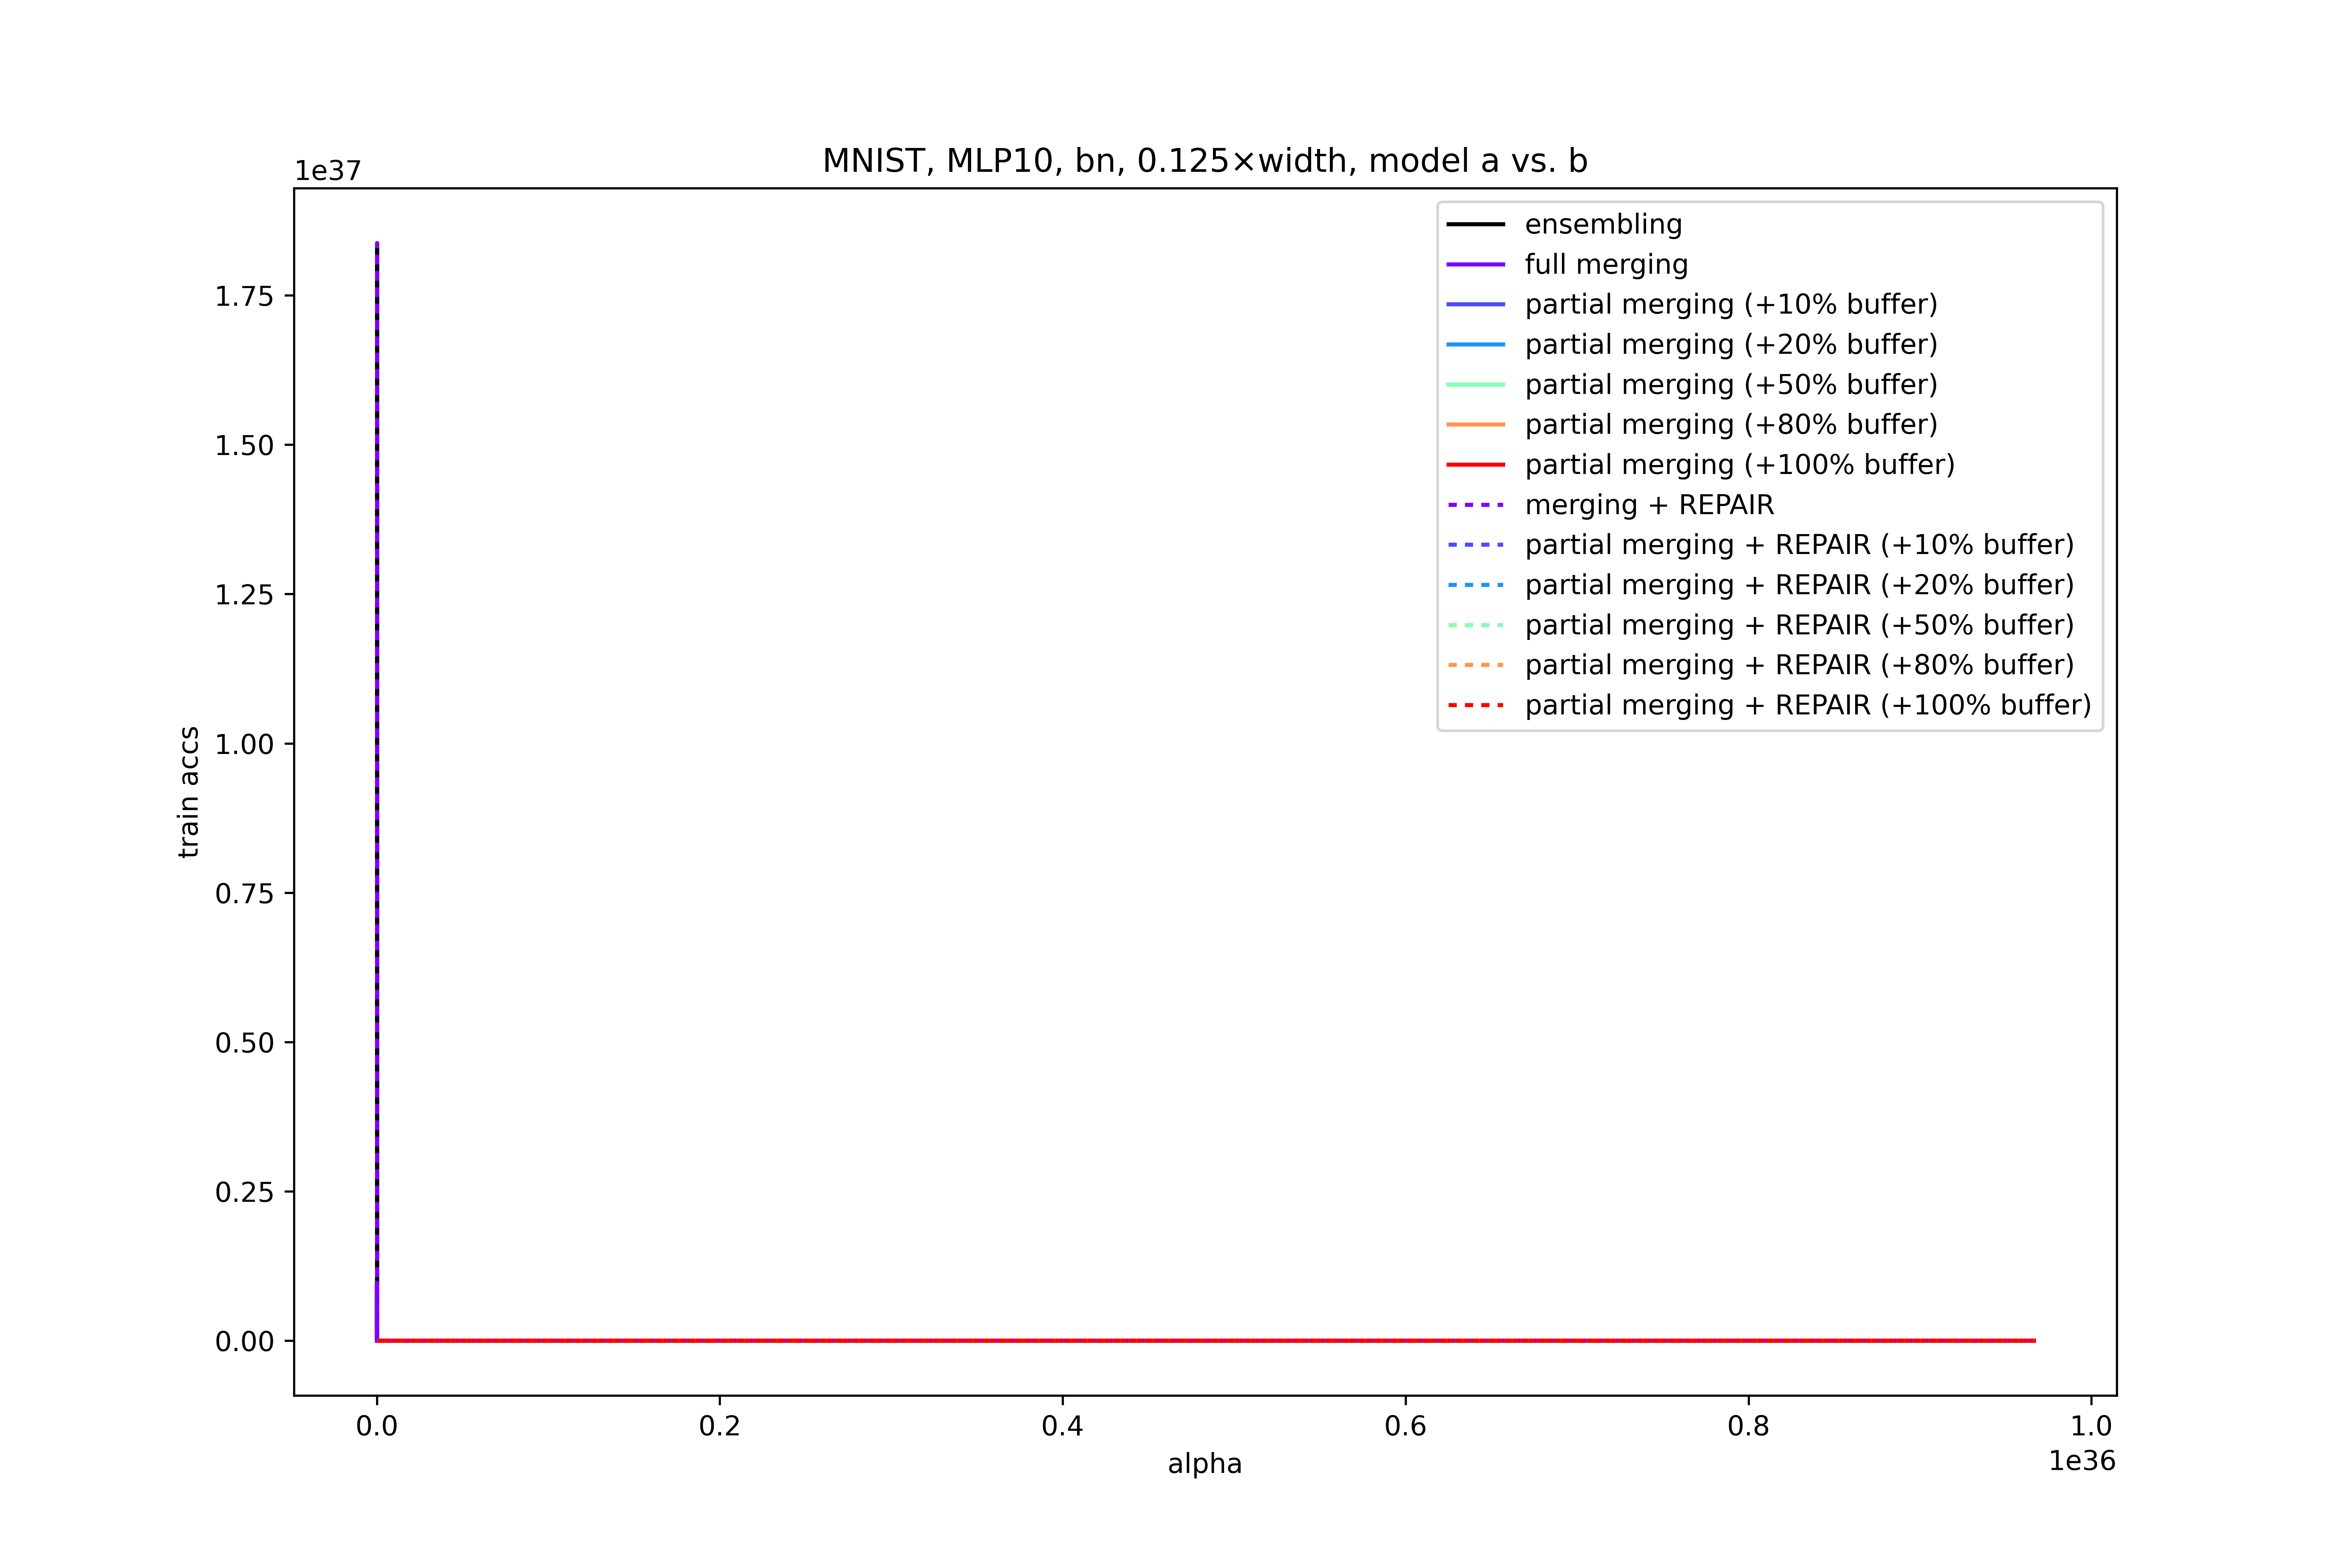 MNIST, MLP10, bn, 0.125×width, model a vs. b
1e37
1.75
1.50
1.25
1.00
0.75
0.50
0.25
0.00
train accs
ensembling
full merging
partial merging (+10% buffer)
partial merging (+20% buffer)
partial merging (+50% buffer)
partial merging (+80% buffer)
partial merging (+100% buffer)
merging + REPAIR
partial merging + REPAIR (+10% buffer)
partial merging + REPAIR (+20% buffer)
partial merging + REPAIR (+50% buffer)
partial merging + REPAIR (+80% buffer)
partial merging + REPAIR (+100% buffer)
0.0 0.2 0.4 0.6 0.8 1.0
1e36
alpha